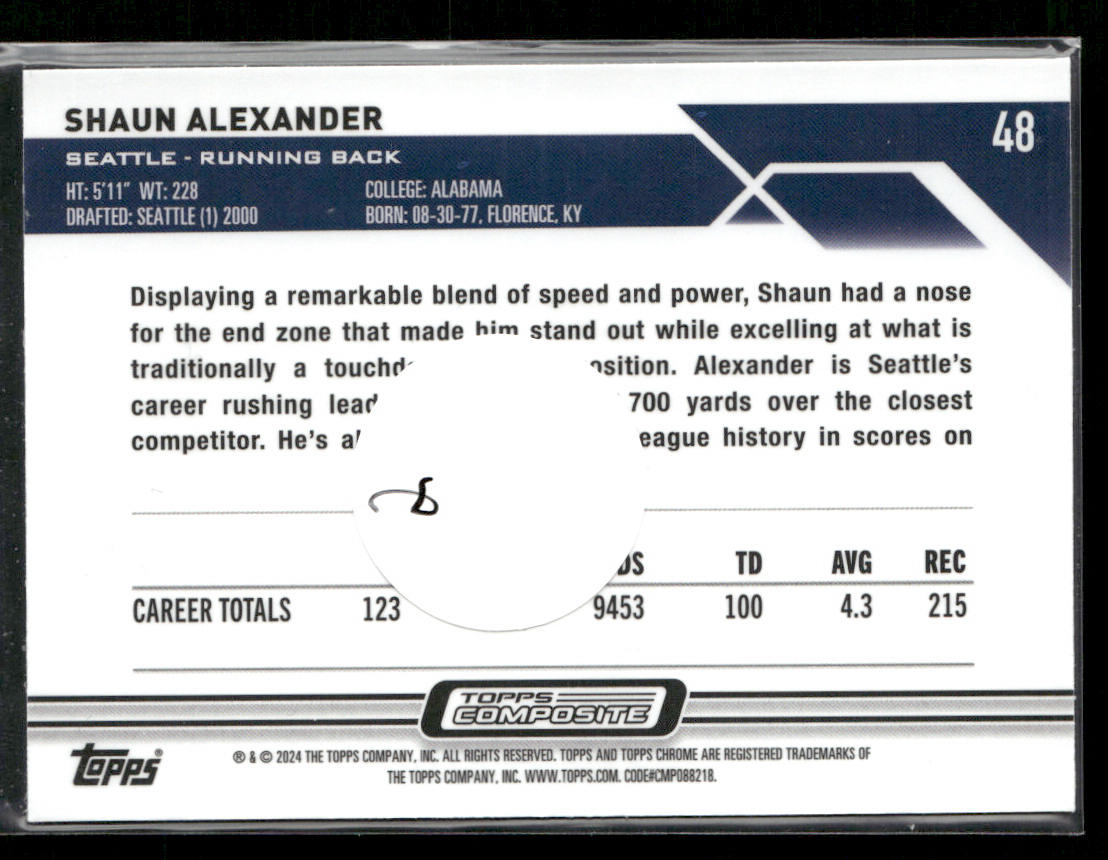 SHAUN ALEXANDER
48
SEATTLE - RUNNING BACK
HT: 5'11" WT: 228
COLLEGE: ALABAMA
DRAFTED: SEATTLE (1) 2000
BORN: 08-30-77, FLORENCE, KY
Displaying a remarkable blend of speed and power, Shaun had a nose
for the end zone that made him stand out while excelling at what is
traditionally a position. Alexander is Seattle's
career rushing 700 yards over the closest
competitor. He's league history in scores on
TD AVG REC
CAREER TOTALS 123 9453 100 4.3 215
TOPPS
COMPOSITE
Topps®
® & © 2024 THE TOPPS COMPANY, INC. ALL RIGHTS RESERVED. TOPPS AND TOPPS CHROME ARE REGISTERED TRADEMARKS OF
THE TOPPS COMPANY, INC. WWW.TOPPS.COM. CODE#CMP088218.